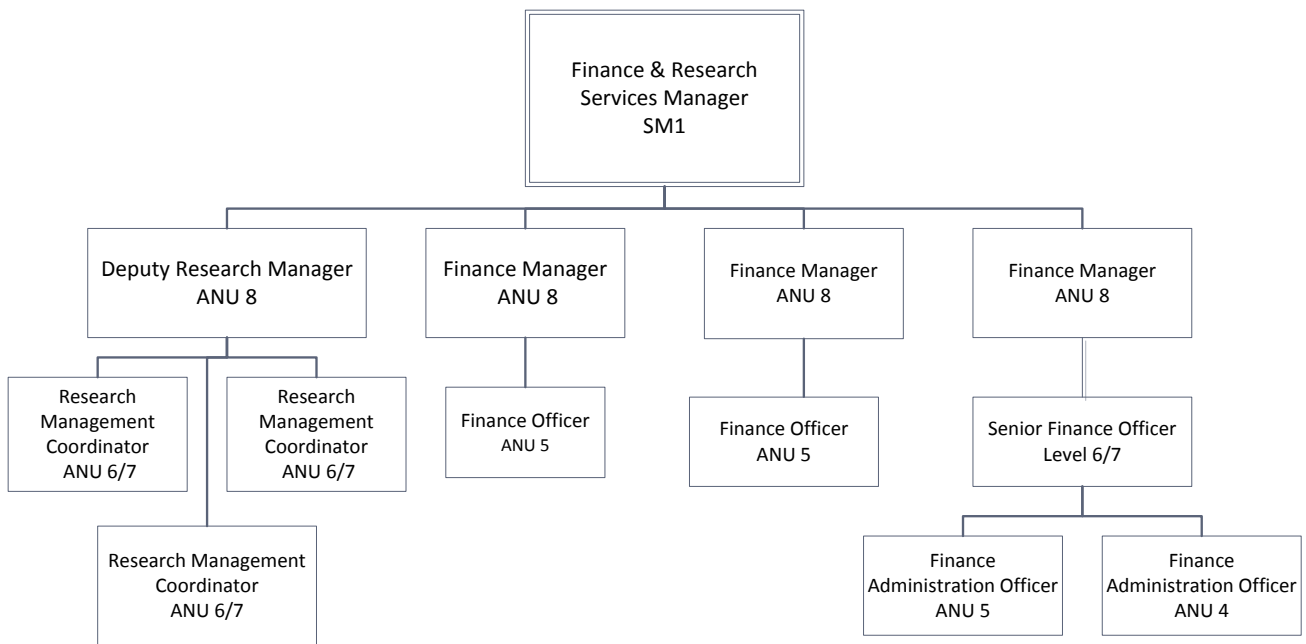 Finance & Research
Services Manager
SM1
Deputy Research Manager
ANU 8
Finance Manager
ANU 8
Finance Manager
ANU 8
Finance Manager
ANU 8
Research
Management
Coordinator
ANU 6/7
Research
Management
Coordinator
ANU 6/7
Finance Officer
ANU 5
Finance Officer
ANU 5
Senior Finance Officer
Level 6/7
Research Management
Coordinator
ANU 6/7
Finance
Administration Officer
ANU 5
Finance
Administration Officer
ANU 4